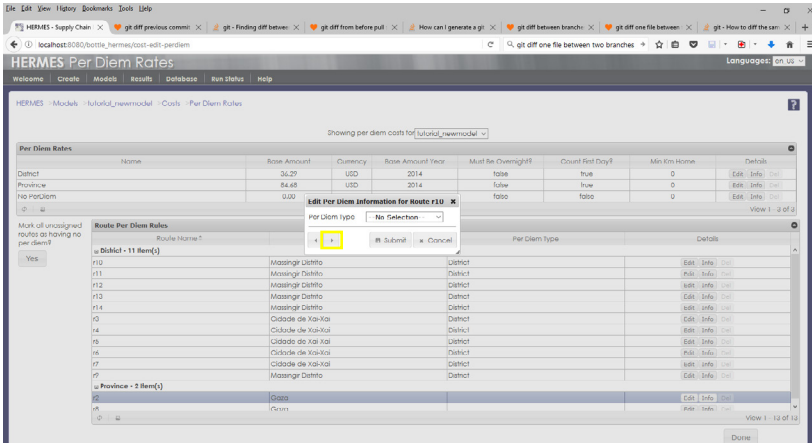 File Edit View History Bookmarks Tools Help
HERMES - Supply Chain
git diff previous commit
git - Finding diff between
git diff from before pull
How can I generate a git
git diff between branche
git diff one file between
git - How to diff the sam
localhost:8080/bottle_hermes/cost-edit-perdiem
git diff one file between two branches
HERMES Per Diem Rates
Languages: en_US
Welcome Create Models Results Database Run Status Help
HERMES Models tutorial_newmodel Costs Per Diem Rates
?
Showing per diem costs for tutorial_newmodel
Per Diem Rates
Name Base Amount Currency Base Amount Year Must Be Overnight? Count First Day? Min Km Home Details
District 36.29 USD 2014 false true 0 Edit Info Del
Province 84.68 USD 2014 false true 0 Edit Info Del
No PerDiem 0.00 false false 0 Edit Info Del
View 1 - 3 of 3
Edit Per Diem Information for Route r10
Per Diem Type --No Selection--
Submit Cancel
Mark all unassigned routes as having no per diem?
Yes
Route Per Diem Rules
Route Name Per Diem Type Details
District - 11 Item(s)
r10 Massingir Distrito District Edit Info Del
r11 Massingir Distrito District Edit Info Del
r12 Massingir Distrito District Edit Info Del
r13 Massingir Distrito District Edit Info Del
r14 Massingir Distrito District Edit Info Del
r3 Cidade de Xai-Xai District Edit Info Del
r4 Cidade de Xai-Xai District Edit Info Del
r5 Cidade de Xai-Xai District Edit Info Del
r6 Cidade de Xai-Xai District Edit Info Del
r7 Cidade de Xai-Xai District Edit Info Del
r9 Massingir Distrito District Edit Info Del
Province - 2 Item(s)
r2 Gaza Edit Info Del
r8 Gaza Edit Info Del
View 1 - 13 of 13
Done